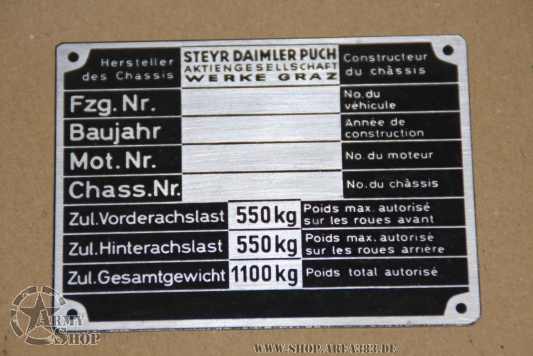 Hersteller des Chassis
STEYR DAIMLER PUCH
AKTIENGESELLSCHAFT
WERKE GRAZ
Constructeur du châssis
Fzg. Nr.
No. du véhicule
Baujahr
Année de construction
Mot. Nr.
No. du moteur
Chass. Nr.
No. du châssis
Zul. Vorderachslast 550 kg Poids max. autorisé sur les roues avant
Zul. Hinterachslast 550 kg Poids max. autorisé sur les roues arrière
Zul. Gesamtgewicht 1100 kg Poids total autorisé
ARMY SHOP
WWW.SHOP.AREA383.DE